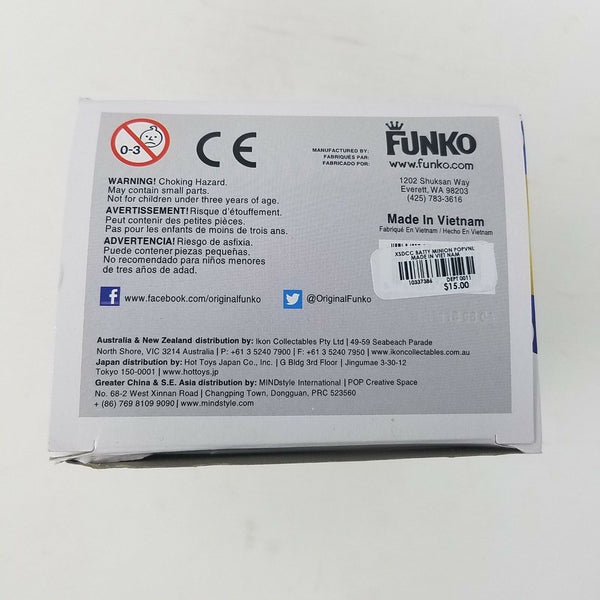 0-3
CE
MANUFACTURED BY:
FABRIQUÉS PAR:
FABRICADO POR:
FUNKO
www.funko.com
1202 Shuksan Way
Everett, WA 98203
(425) 783-3616
WARNING! Choking Hazard.
May contain small parts.
Not for children under three years of age.
AVERTISSEMENT! Risque d'étouffement.
Peut contenir des petites pièces.
Pas pour les enfants de moins de trois ans.
ADVERTENCIA! Riesgo de asfixia.
Puede contener piezas pequeñas.
No recomendado para niños menores
de tres años de edad.
Made In Vietnam
Fabriqué En Vietnam / Hecho En Vietnam
XSDCC BATTY MINION POPVNL
MADE IN VIET NAM
10337386 DEPT 0011
$15.00
f www.facebook.com/originalfunko
@OriginalFunko
Australia & New Zealand distribution by: Ikon Collectables Pty Ltd | 49-59 Seabeach Parade
North Shore, VIC 3214 Australia | P: +61 3 5240 7900 | F: +61 3 5240 7950 | www.ikoncollectables.com.au
Japan distribution by: Hot Toys Japan Co., Inc. | G Bldg 3rd Floor | Jingumae 3-30-12
Tokyo 150-0001 | www.hottoys.jp
Greater China & S.E. Asia distribution by: MINDstyle International | POP Creative Space
No. 68-2 West Xinnan Road | Changping Town, Dongguan, PRC 523560
+ (86) 769 8109 9090 | www.mindstyle.com